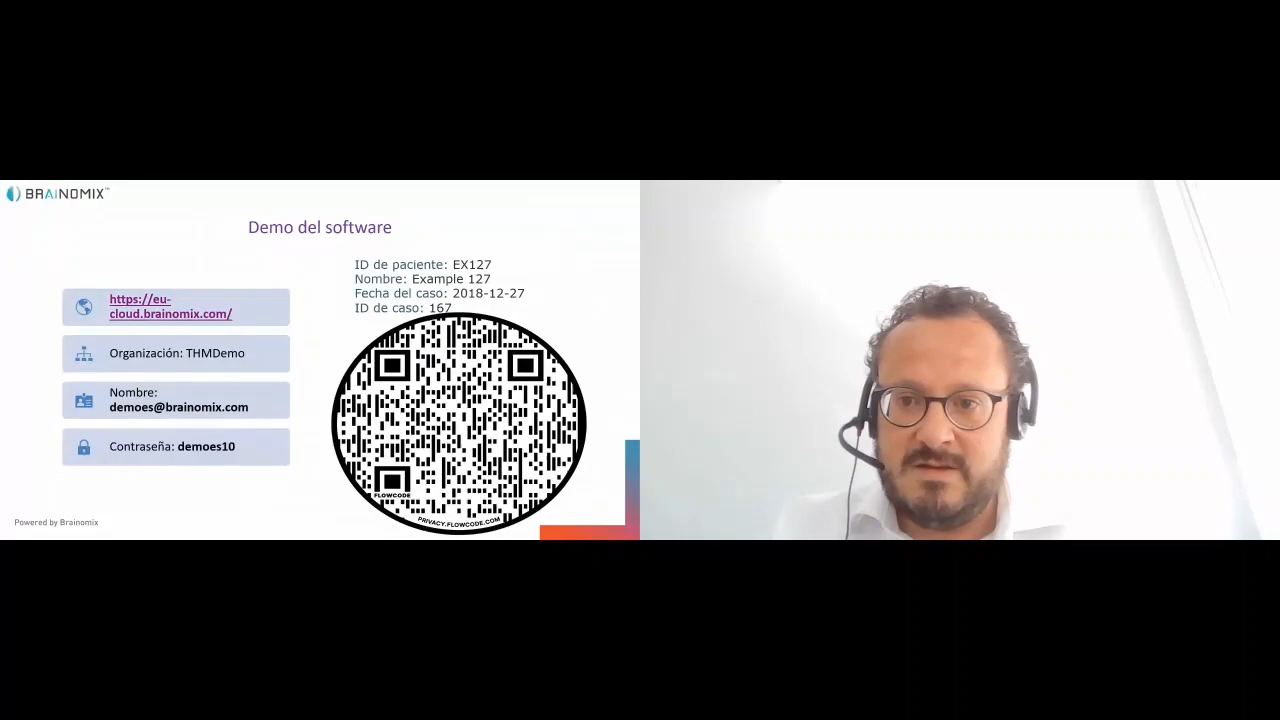 BRAINOMIX™
Demo del software
ID de paciente: EX127
Nombre: Example 127
Fecha del caso: 2018-12-27
ID de caso: 167
https://eu-
cloud.brainomix.com/
Organización: THMDemo
Nombre:
demoes@brainomix.com
Contraseña: demoes10
FLOWCODE
PRIVACY.FLOWCODE.COM
Powered by Brainomix